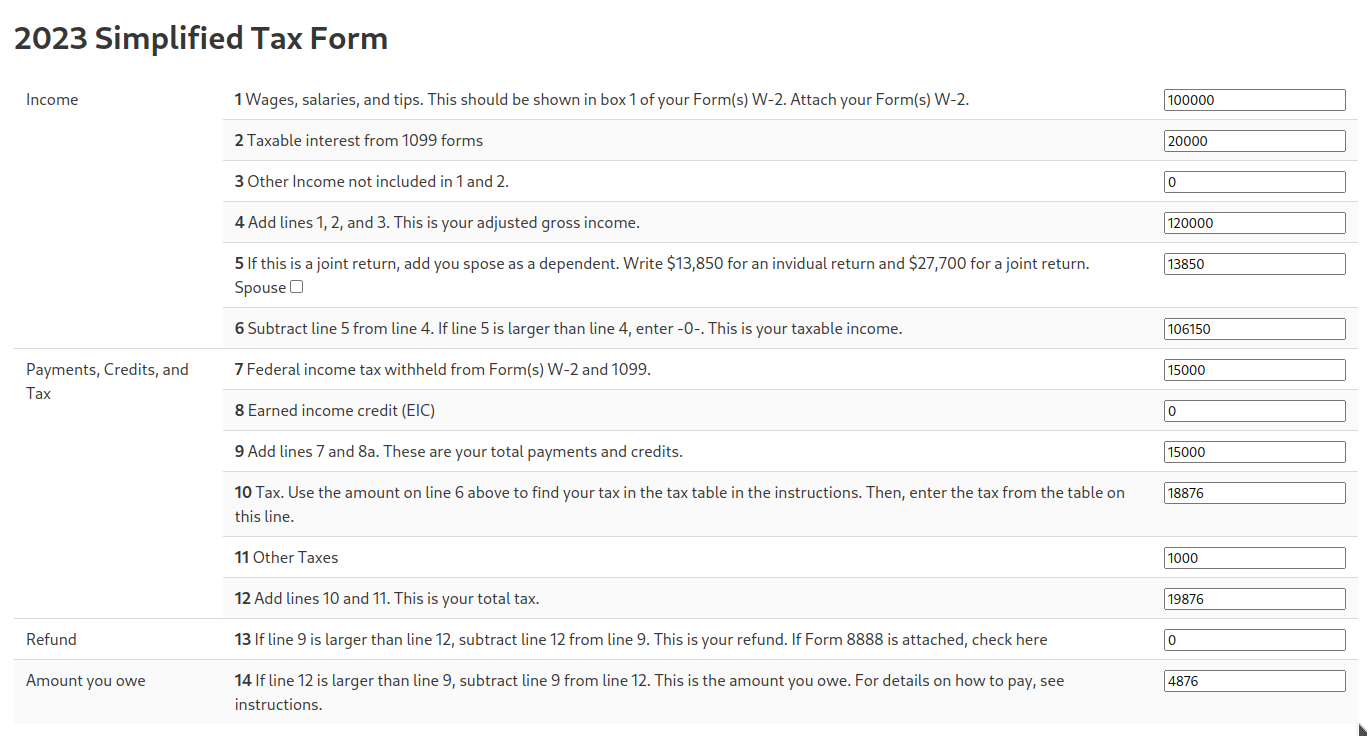 2023 Simplified Tax Form
Income
1 Wages, salaries, and tips. This should be shown in box 1 of your Form(s) W-2. Attach your Form(s) W-2.
100000
2 Taxable interest from 1099 forms
20000
3 Other Income not included in 1 and 2.
0
4 Add lines 1, 2, and 3. This is your adjusted gross income.
120000
5 If this is a joint return, add you spose as a dependent. Write $13,850 for an invidual return and $27,700 for a joint return.
Spouse
13850
6 Subtract line 5 from line 4. If line 5 is larger than line 4, enter -0-. This is your taxable income.
106150
Payments, Credits, and
Tax
7 Federal income tax withheld from Form(s) W-2 and 1099.
15000
8 Earned income credit (EIC)
0
9 Add lines 7 and 8a. These are your total payments and credits.
15000
10 Tax. Use the amount on line 6 above to find your tax in the tax table in the instructions. Then, enter the tax from the table on
this line.
18876
11 Other Taxes
1000
12 Add lines 10 and 11. This is your total tax.
19876
Refund
13 If line 9 is larger than line 12, subtract line 12 from line 9. This is your refund. If Form 8888 is attached, check here
0
Amount you owe
14 If line 12 is larger than line 9, subtract line 9 from line 12. This is the amount you owe. For details on how to pay, see
instructions.
4876